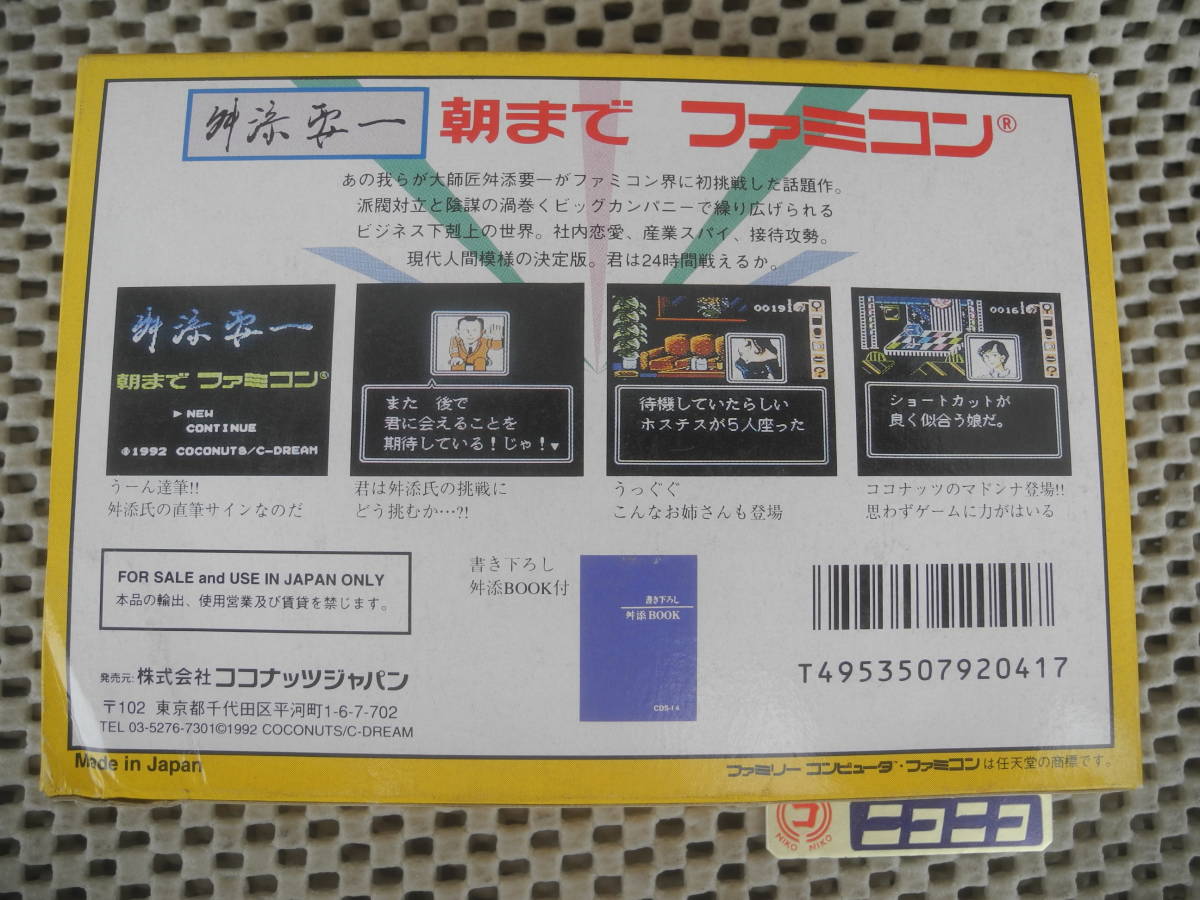 舛添要一 朝まで ファミコン®
あの我らが大師匠舛添要一がファミコン界に初挑戦した話題作。
派閥対立と陰謀の渦巻くビッグカンパニーで繰り広げられる
ビジネス下剋上の世界。社内恋愛、産業スパイ、接待攻勢。
現代人間模様の決定版。君は24時間戦えるか。
舛添要一
朝まで ファミコン®
▶ NEW
CONTINUE
©1992 COCONUTS/C-DREAM
また 後で
君に会えることを
期待している!じゃ!▼
0019
?
待機していたらしい
ホステスが5人座った
0016
?
ショートカットが
良く似合う娘だ。
うーん達筆!!
舛添氏の直筆サインなのだ
君は舛添氏の挑戦に
どう挑むか…?!
うっぐぐ
こんなお姉さんも登場
ココナッツのマドンナ登場!!
思わずゲームに力がはいる
FOR SALE and USE IN JAPAN ONLY
本品の輸出、使用営業及び賃貸を禁じます。
書き下ろし
舛添BOOK付
書き下ろし
舛添BOOK
CDS-14
T4953507920417
発売元:株式会社ココナッツジャパン
〒102 東京都千代田区平河町1-6-7-702
TEL 03-5276-7301©1992 COCONUTS/C-DREAM
Made in Japan
ファミリーコンピュータ™・ファミコンは任天堂の商標です。
コ
NIKO NIKO
ニコニコ